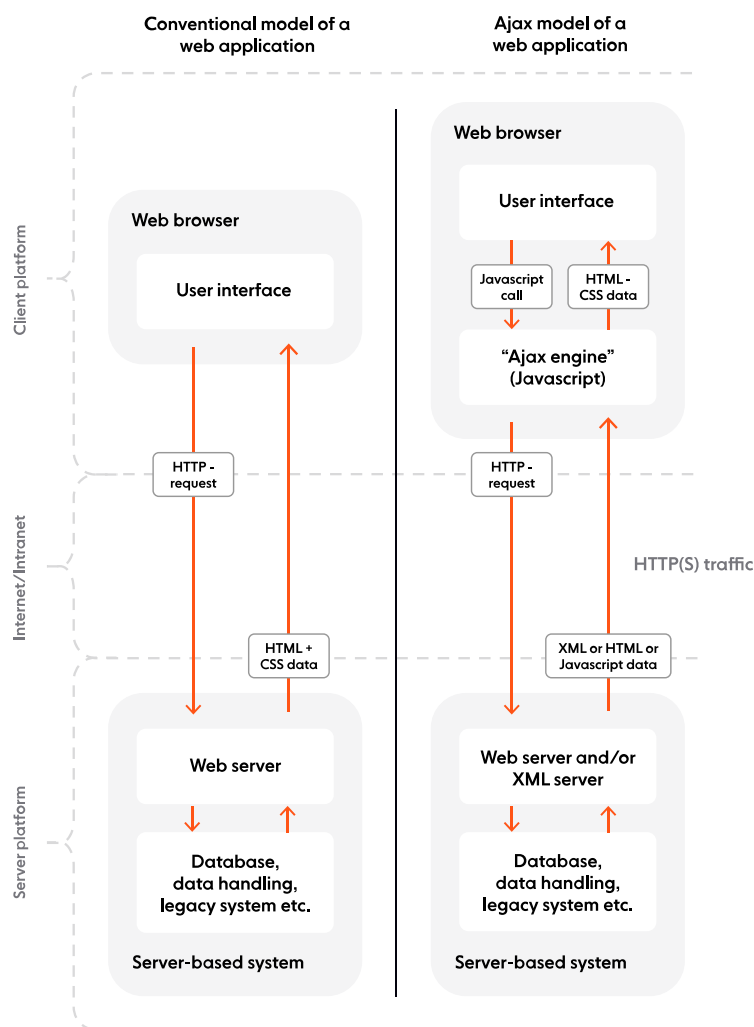 Conventional model of a
web application
Ajax model of a
web application
Client platform
Internet/Intranet
Server platform
Web browser
User interface
HTTP -
request
HTML +
CSS data
Web server
Database,
data handling,
legacy system etc.
Server-based system
Web browser
User interface
Javascript
call
HTML -
CSS data
“Ajax engine”
(Javascript)
HTTP -
request
HTTP(S) traffic
XML or HTML or
Javascript data
Web server and/or
XML server
Database,
data handling,
legacy system etc.
Server-based system